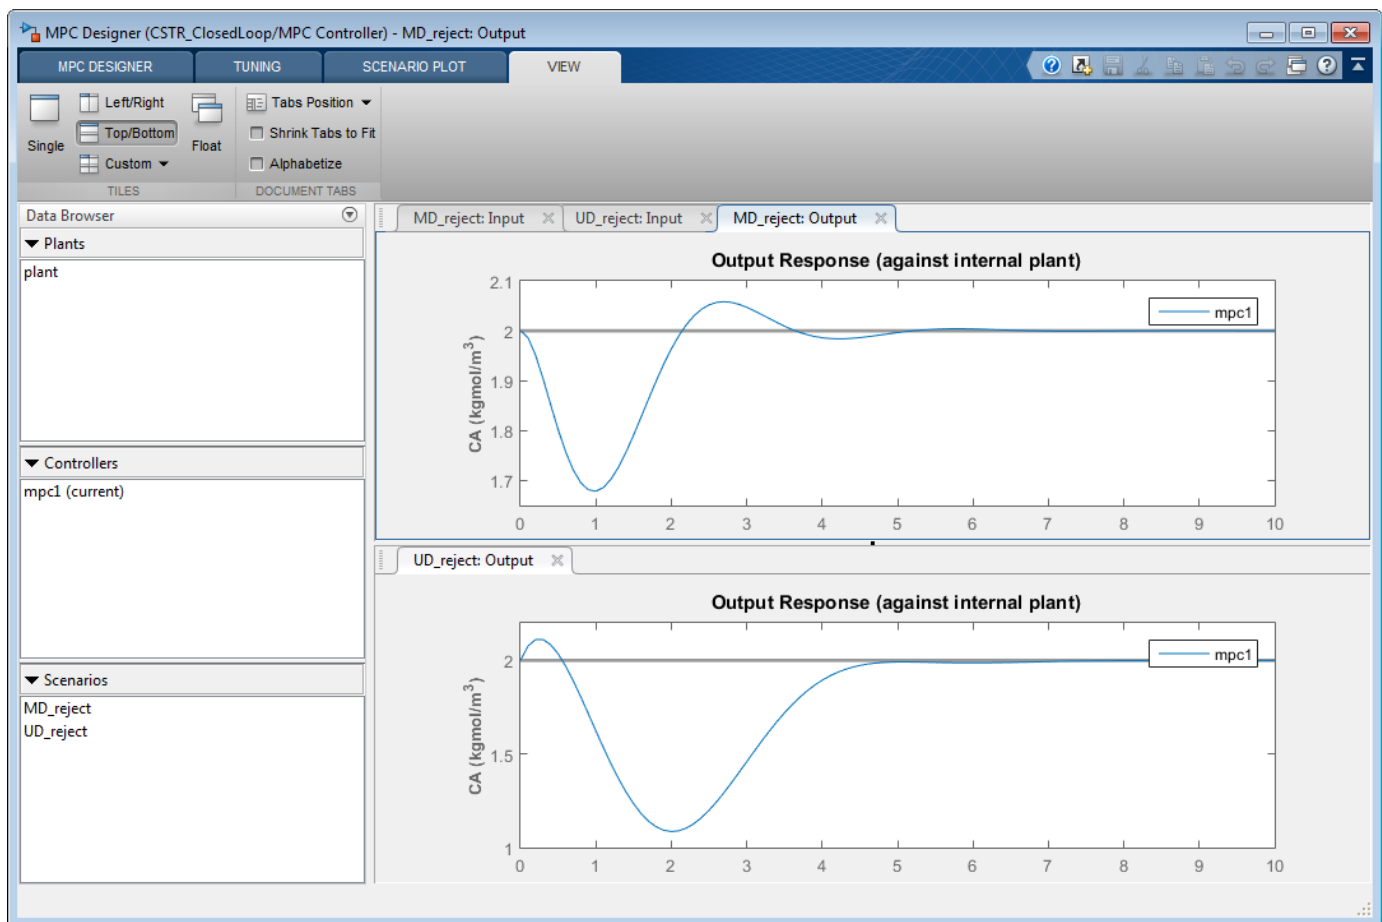 MPC Designer (CSTR_ClosedLoop/MPC Controller) - MD_reject: Output
MPC DESIGNER TUNING SCENARIO PLOT VIEW
Single
Left/Right
Top/Bottom
Custom
Float
Tabs Position
Shrink Tabs to Fit
Alphabetize
TILES DOCUMENT TABS
Data Browser
Plants
plant
Controllers
mpc1 (current)
Scenarios
MD_reject
UD_reject
MD_reject: Input UD_reject: Input MD_reject: Output
Output Response (against internal plant)
CA (kgmol/m³)
2.1
2
1.9
1.8
1.7
mpc1
0 1 2 3 4 5 6 7 8 9 10
UD_reject: Output
Output Response (against internal plant)
CA (kgmol/m³)
2
1.5
1
mpc1
0 1 2 3 4 5 6 7 8 9 10